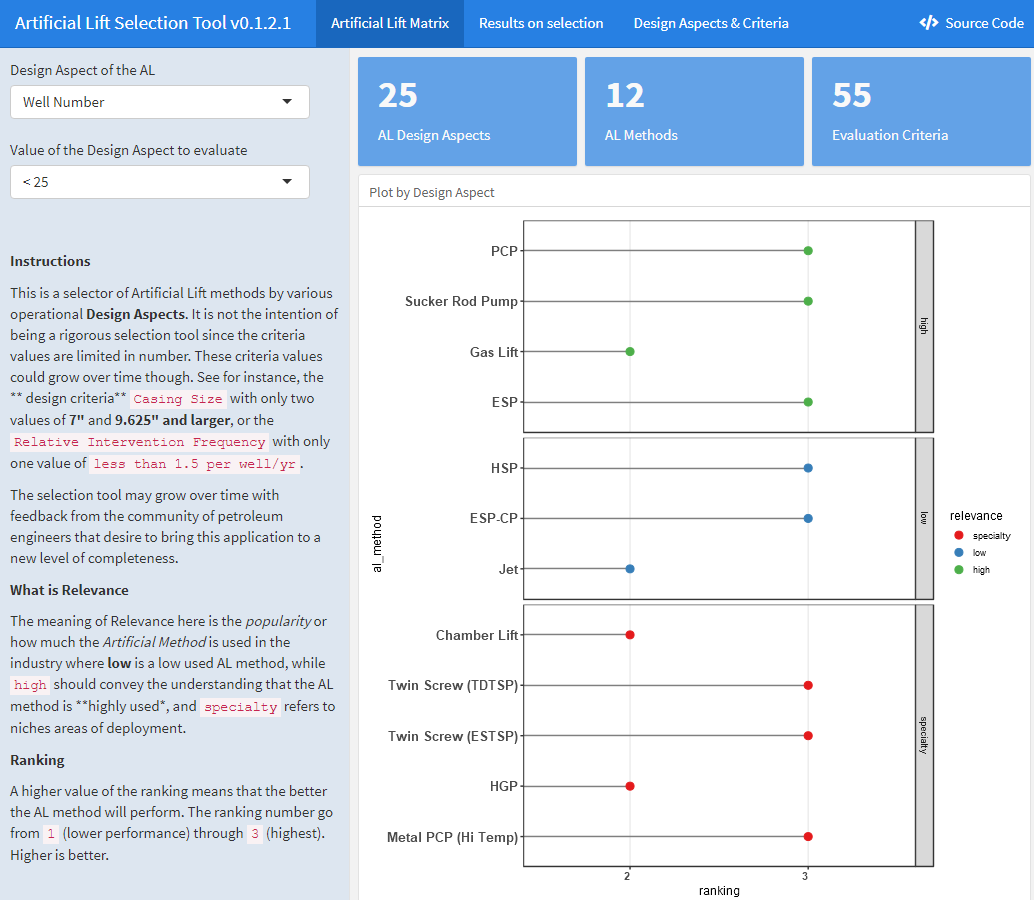 Artificial Lift Selection Tool v0.1.2.1
Artificial Lift Matrix
Results on selection
Design Aspects & Criteria
Source Code
Design Aspect of the AL
Well Number
Value of the Design Aspect to evaluate
< 25
Instructions
This is a selector of Artificial Lift methods by various
operational Design Aspects. It is not the intention of
being a rigorous selection tool since the criteria
values are limited in number. These criteria values
could grow over time though. See for instance, the
** design criteria** Casing Size with only two
values of 7" and 9.625" and larger, or the
Relative Intervention Frequency with only
one value of less than 1.5 per well/yr.
The selection tool may grow over time with
feedback from the community of petroleum
engineers that desire to bring this application to a
new level of completeness.
What is Relevance
The meaning of Relevance here is the popularity or
how much the Artificial Method is used in the
industry where low is a low used AL method, while
high should convey the understanding that the AL
method is **highly used*, and specialty refers to
niches areas of deployment.
Ranking
A higher value of the ranking means that the better
the AL method will perform. The ranking number go
from 1 (lower performance) through 3 (highest).
Higher is better.
25
AL Design Aspects
12
AL Methods
55
Evaluation Criteria
Plot by Design Aspect
al_method
PCP
Sucker Rod Pump
Gas Lift
ESP
high
HSP
ESP-CP
Jet
low
Chamber Lift
Twin Screw (TDTSP)
Twin Screw (ESTSP)
HGP
Metal PCP (Hi Temp)
specialty
2
3
ranking
relevance
specialty
low
high